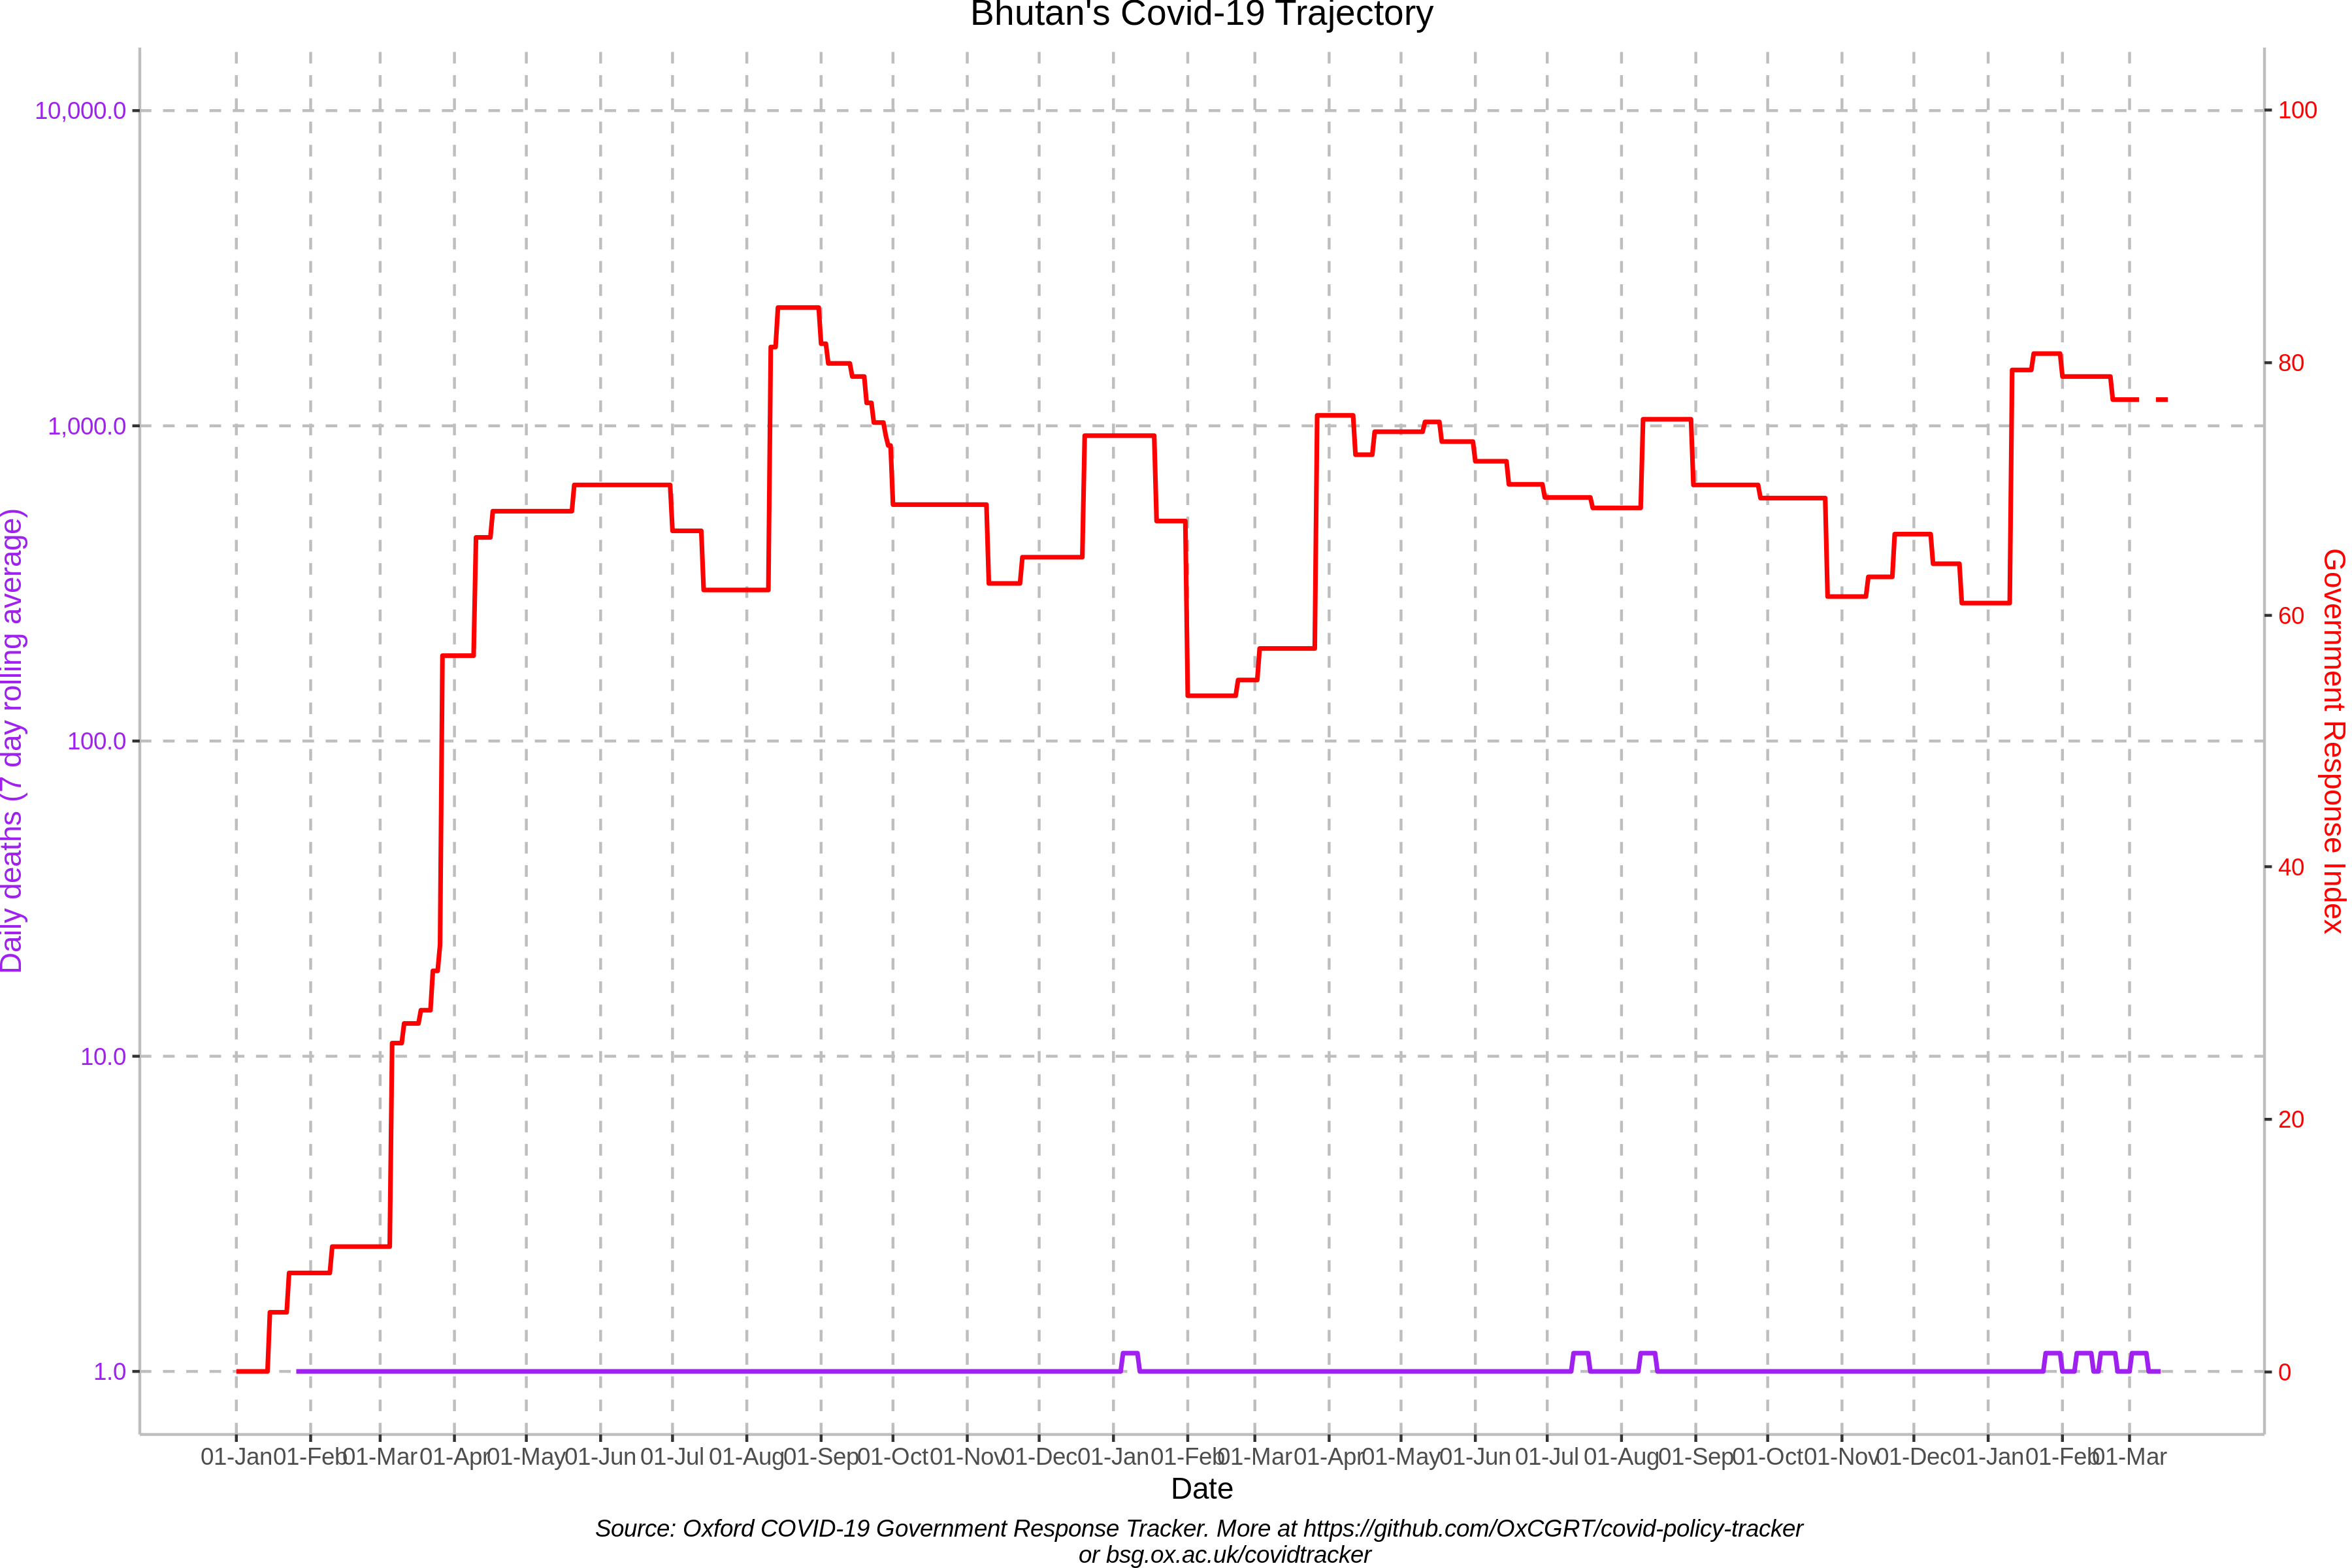 Bhutan's Covid-19 Trajectory
10,000.0
1,000.0
100.0
10.0
1.0
Daily deaths (7 day rolling average)
100
80
60
40
20
0
Government Response Index
01-Jan 01-Feb 01-Mar 01-Apr 01-May 01-Jun 01-Jul 01-Aug 01-Sep 01-Oct 01-Nov 01-Dec 01-Jan 01-Feb 01-Mar 01-Apr 01-May 01-Jun 01-Jul 01-Aug 01-Sep 01-Oct 01-Nov 01-Dec 01-Jan 01-Feb 01-Mar
Date
Source: Oxford COVID-19 Government Response Tracker. More at https://github.com/OxCGRT/covid-policy-tracker
or bsg.ox.ac.uk/covidtracker